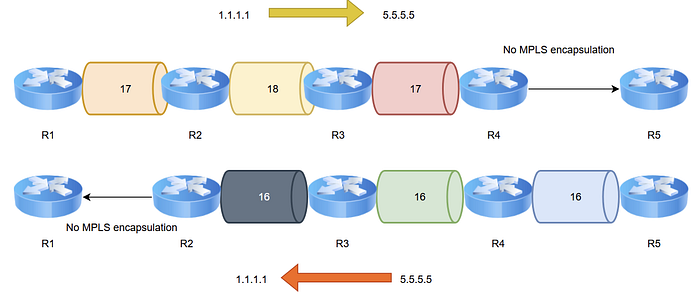 1.1.1.1 5.5.5.5
No MPLS encapsulation
17 18 17
R1 R2 R3 R4 R5
16 16 16
No MPLS encapsulation
R1 R2 R3 R4 R5
1.1.1.1 5.5.5.5